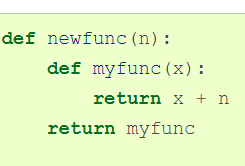 def newfunc(n):
    def myfunc(x):
        return x + n
    return myfunc